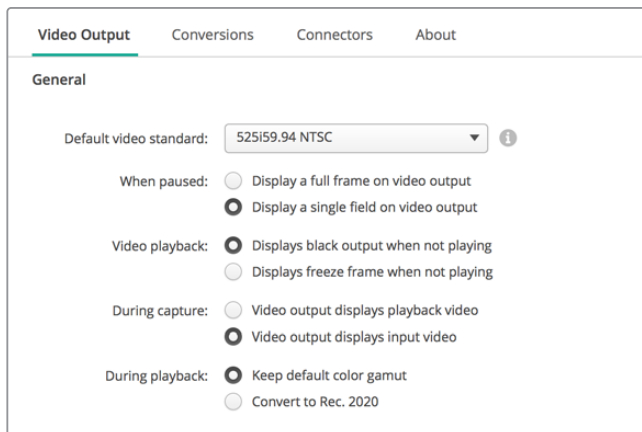 Video Output Conversions Connectors About
General
Default video standard: 525i59.94 NTSC
When paused: Display a full frame on video output
Display a single field on video output
Video playback: Displays black output when not playing
Displays freeze frame when not playing
During capture: Video output displays playback video
Video output displays input video
During playback: Keep default color gamut
Convert to Rec. 2020